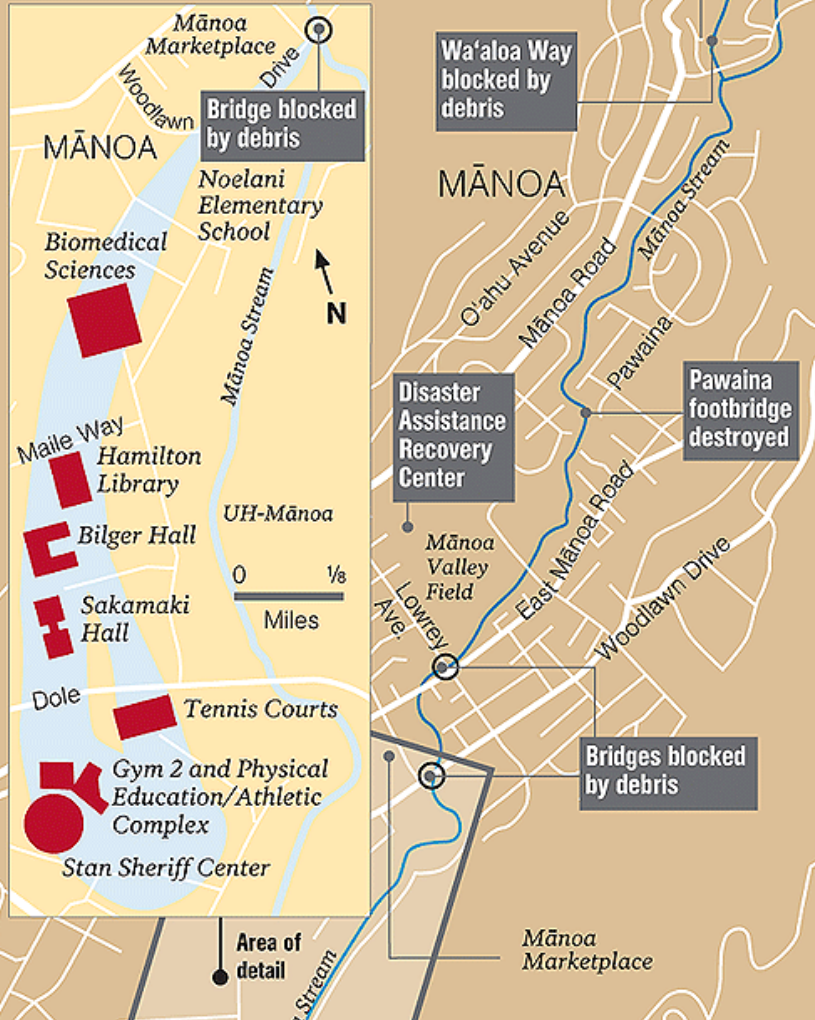 Mānoa
Marketplace
Drive
Woodlawn
Bridge blocked
by debris
MĀNOA
Noelani
Elementary
School
Biomedical
Sciences
N
Mānoa Stream
Maile Way
Hamilton
Library
UH-Mānoa
Bilger Hall
0 ⅛
Miles
Sakamaki
Hall
Dole
Tennis Courts
Gym 2 and Physical
Education/Athletic
Complex
Stan Sheriff Center
Area of
detail
Waʻaloa Way
blocked by
debris
MĀNOA
Mānoa Stream
Oʻahu Avenue
Mānoa Road
Pawaina
Disaster
Assistance
Recovery
Center
Pawaina
footbridge
destroyed
Mānoa
Valley
Field
East Mānoa Road
Lowrey
Ave.
Woodlawn Drive
Bridges blocked
by debris
Mānoa
Marketplace
Stream